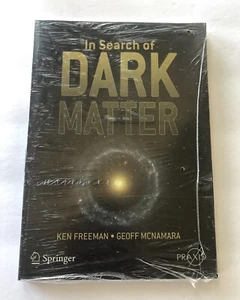 In Search of
DARK
MATTER
KEN FREEMAN • GEOFF MCNAMARA
Springer
PRAXIS